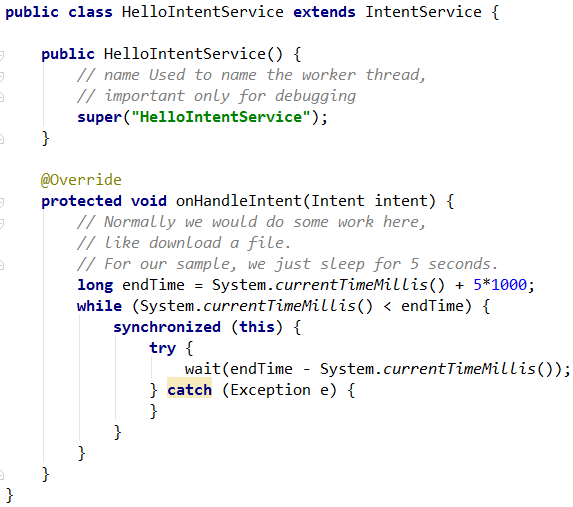 public class HelloIntentService extends IntentService {
public HelloIntentService() {
// name Used to name the worker thread,
// important only for debugging
super("HelloIntentService");
}
@Override
protected void onHandleIntent(Intent intent) {
// Normally we would do some work here,
// like download a file.
// For our sample, we just sleep for 5 seconds.
long endTime = System.currentTimeMillis() + 5*1000;
while (System.currentTimeMillis() < endTime) {
synchronized (this) {
try {
wait(endTime - System.currentTimeMillis());
} catch (Exception e) {
}
}
}
}
}